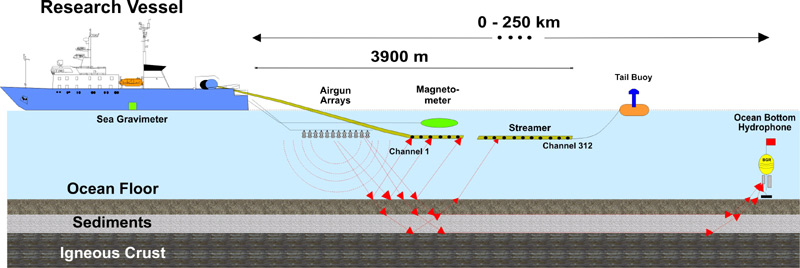 Research Vessel
0 - 250 km
3900 m
Airgun
Arrays
Magneto-
meter
Tail Buoy
Sea Gravimeter
Streamer
Channel 1
Channel 312
Ocean Bottom
Hydrophone
BGR
Ocean Floor
Sediments
Igneous Crust